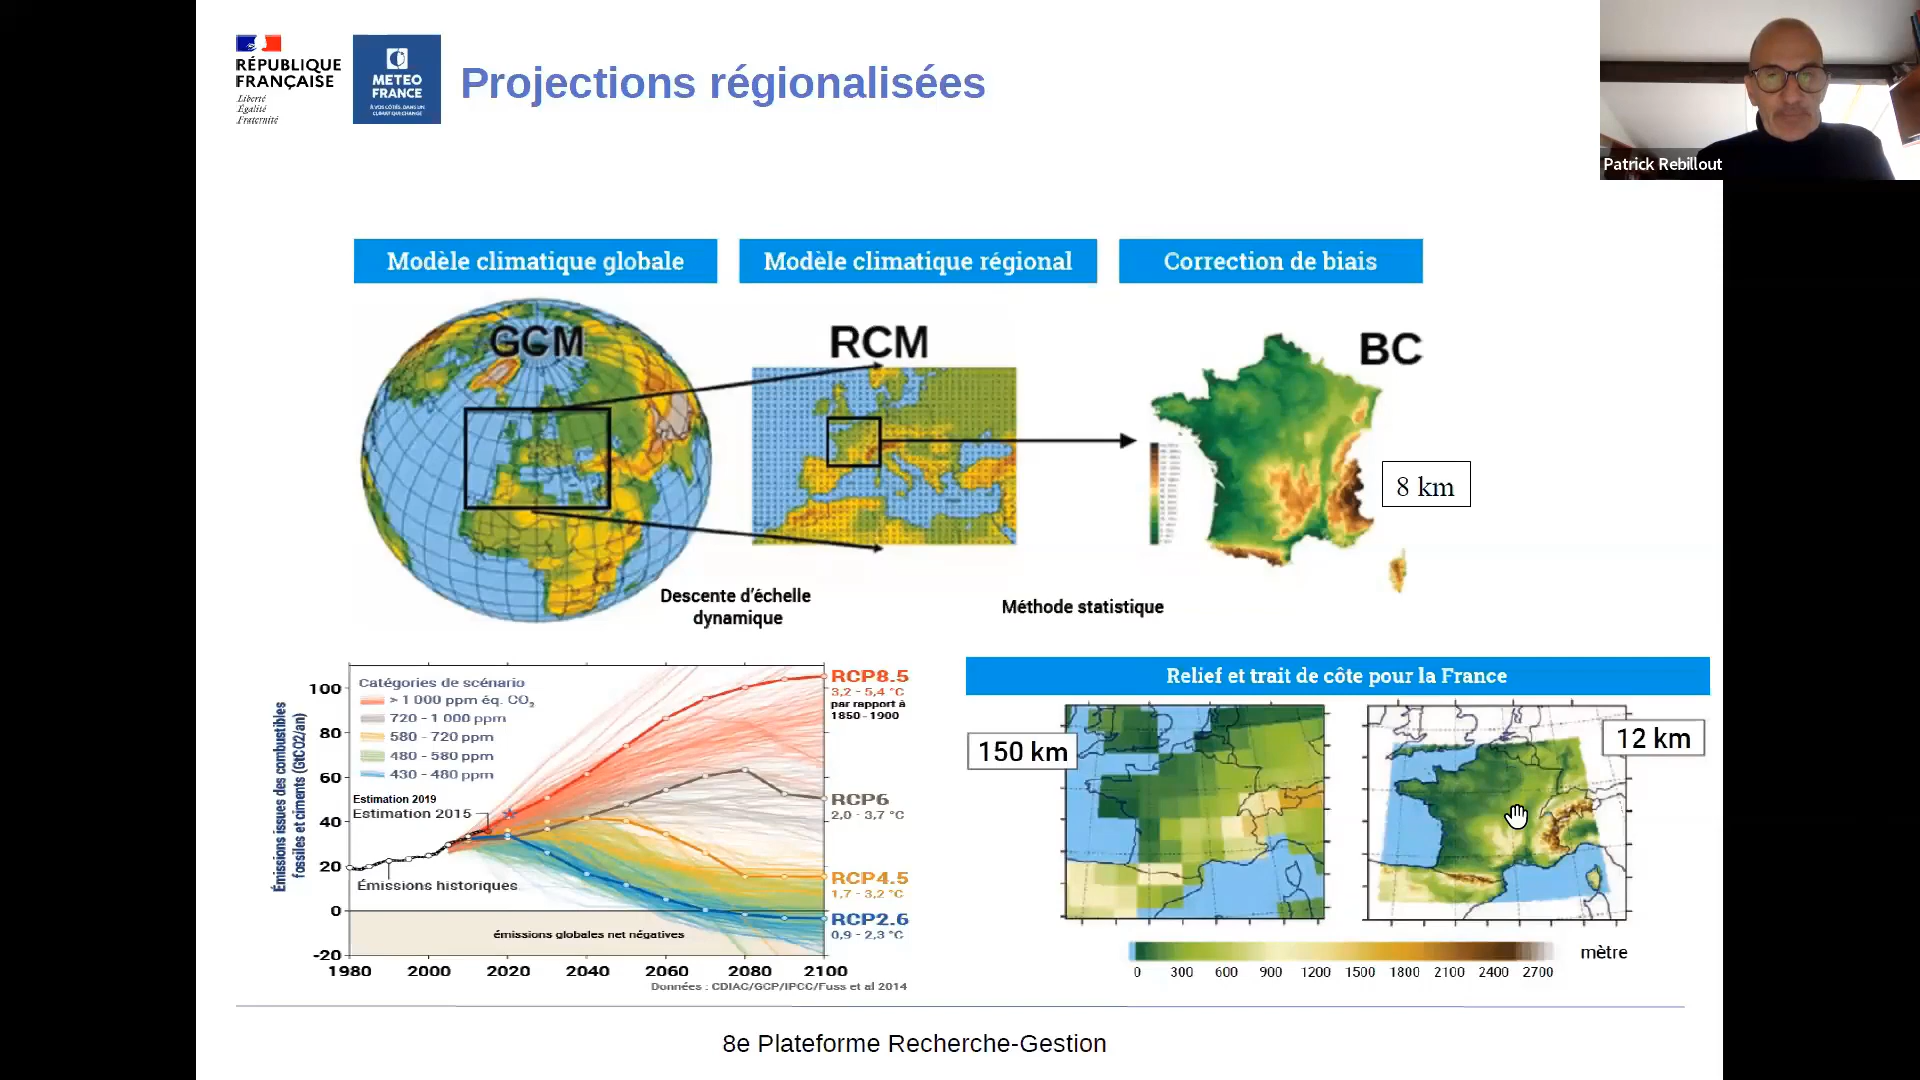 RÉPUBLIQUE
FRANÇAISE
Liberté
Égalité
Fraternité
METEO
FRANCE
À VOS CÔTÉS, DANS UN
CLIMAT QUI CHANGE
Projections régionalisées
Patrick Rebillout
Modèle climatique globale
Modèle climatique régional
Correction de biais
GCM
RCM
BC
8 km
Descente d'échelle
dynamique
Méthode statistique
Émissions issues des combustibles
fossiles et ciments (GtCO2/an)
100
80
60
40
20
0
-20
Catégories de scénario
> 1 000 ppm éq. CO₂
720 - 1 000 ppm
580 - 720 ppm
480 - 580 ppm
430 - 480 ppm
Estimation 2019
Estimation 2015
Émissions historiques
émissions globales net négatives
1980 2000 2020 2040 2060 2080 2100
Données : CDIAC/GCP/IPCC/Fuss et al 2014
RCP8.5
3,2 - 5,4 °C
par rapport à
1850 - 1900
RCP6
2,0 - 3,7 °C
RCP4.5
1,7 - 3,2 °C
RCP2.6
0,9 - 2,3 °C
Relief et trait de côte pour la France
150 km
12 km
mètre
0 300 600 900 1200 1500 1800 2100 2400 2700
8e Plateforme Recherche-Gestion